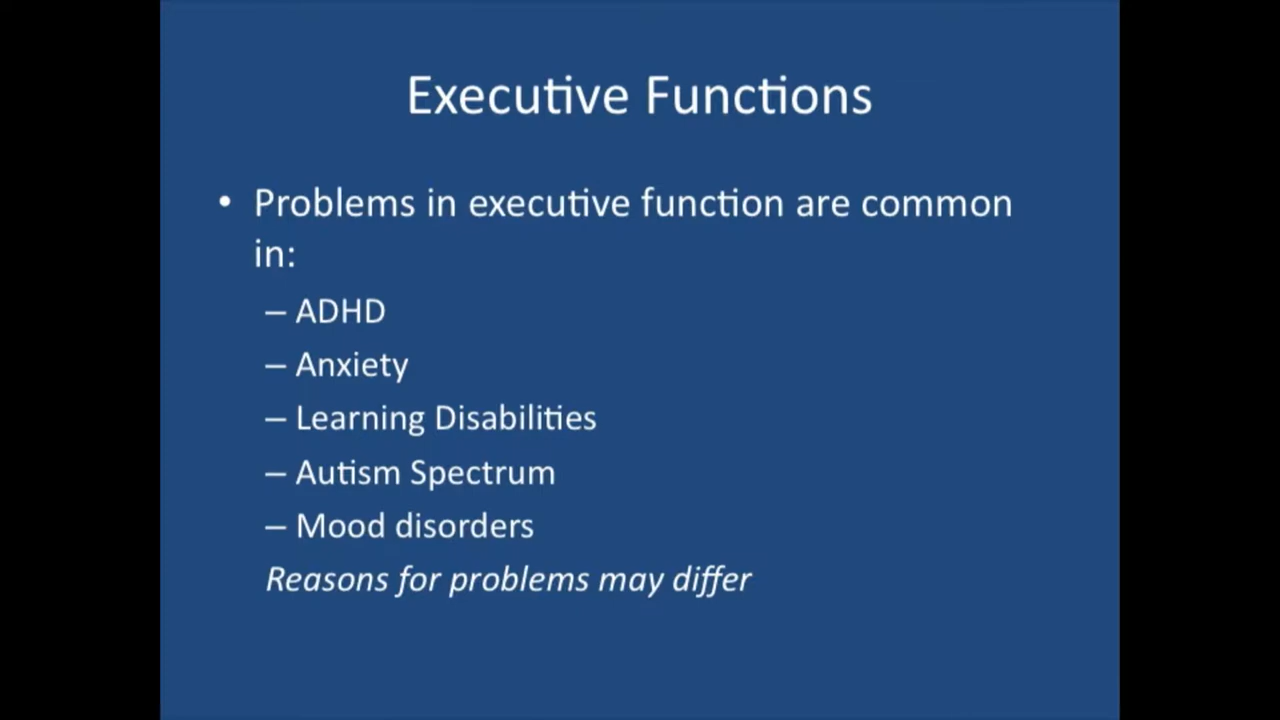 Executive Functions
• Problems in executive function are common
in:
– ADHD
– Anxiety
– Learning Disabilities
– Autism Spectrum
– Mood disorders
Reasons for problems may differ